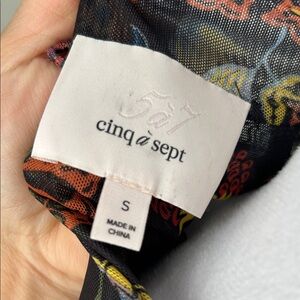 5à7
cinq à sept
S
MADE IN
CHINA